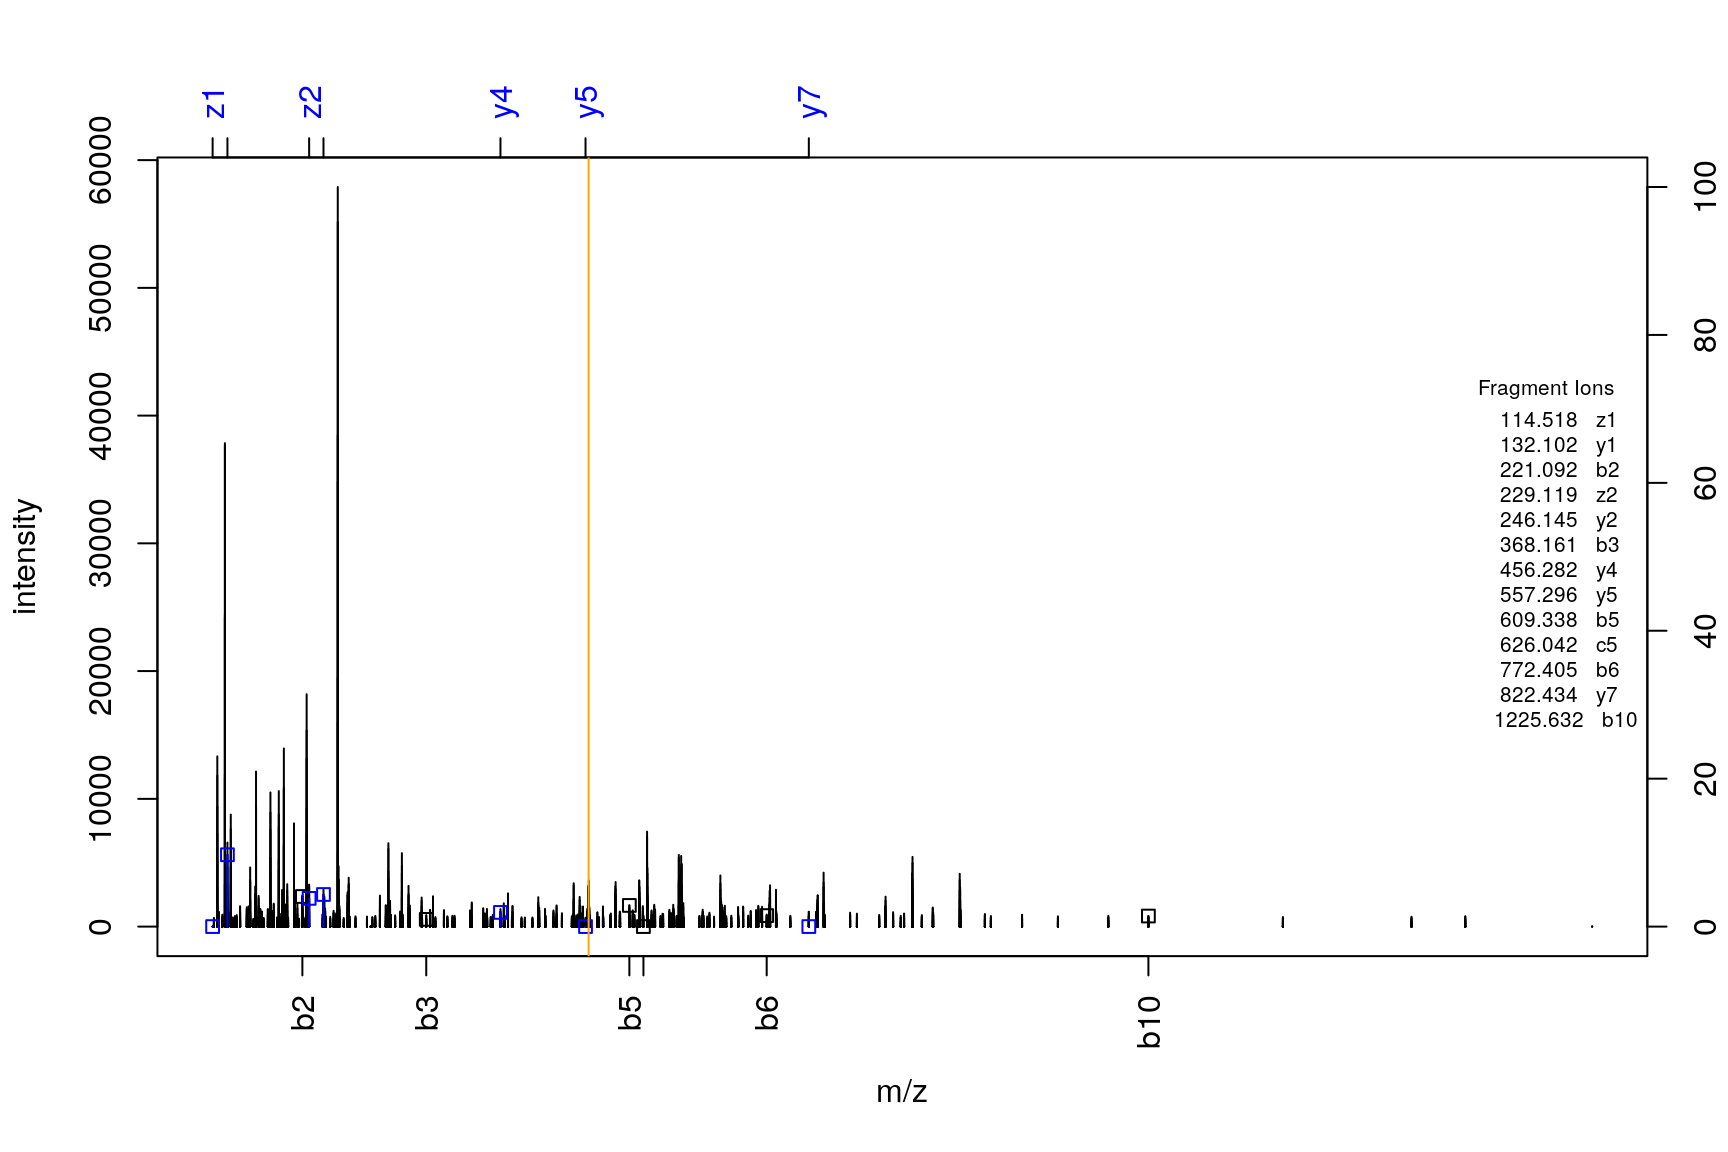 z1 z2 y4 y5 y7
60000
50000
40000
30000
20000
10000
0
intensity
100
80
60
40
20
0
Fragment Ions
114.518 z1
132.102 y1
221.092 b2
229.119 z2
246.145 y2
368.161 b3
456.282 y4
557.296 y5
609.338 b5
626.042 c5
772.405 b6
822.434 y7
1225.632 b10
b2 b3 b5 b6 b10
m/z